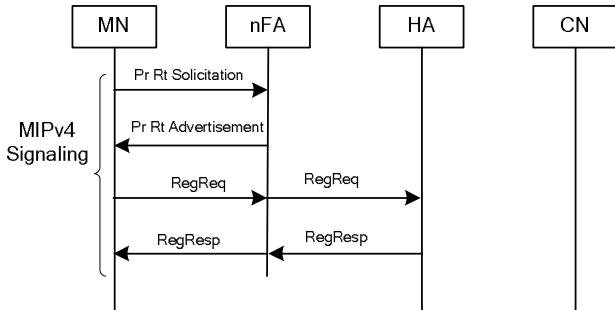 MN nFA HA CN
Pr Rt Solicitation
Pr Rt Advertisement
MIPv4
Signaling
RegReq RegReq
RegResp RegResp